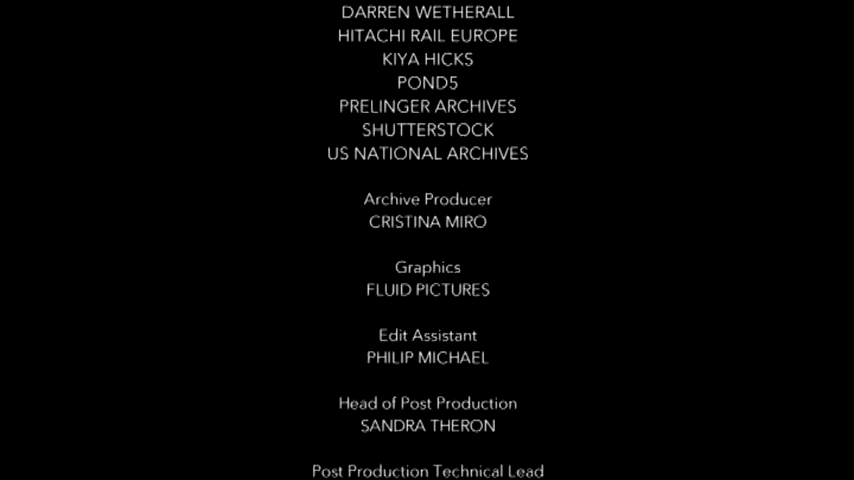 DARREN WETHERALL
HITACHI RAIL EUROPE
KIYA HICKS
POND5
PRELINGER ARCHIVES
SHUTTERSTOCK
US NATIONAL ARCHIVES
Archive Producer
CRISTINA MIRO
Graphics
FLUID PICTURES
Edit Assistant
PHILIP MICHAEL
Head of Post Production
SANDRA THERON
Post Production Technical Lead